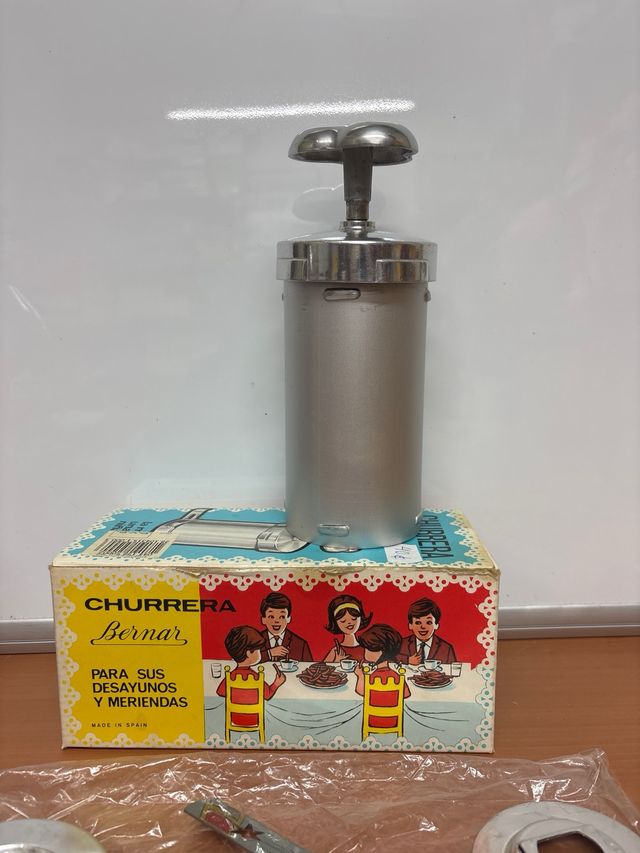 CHURRERA
CHURRERA
Bernar
PARA SUS
DESAYUNOS
Y MERIENDAS
MADE IN SPAIN